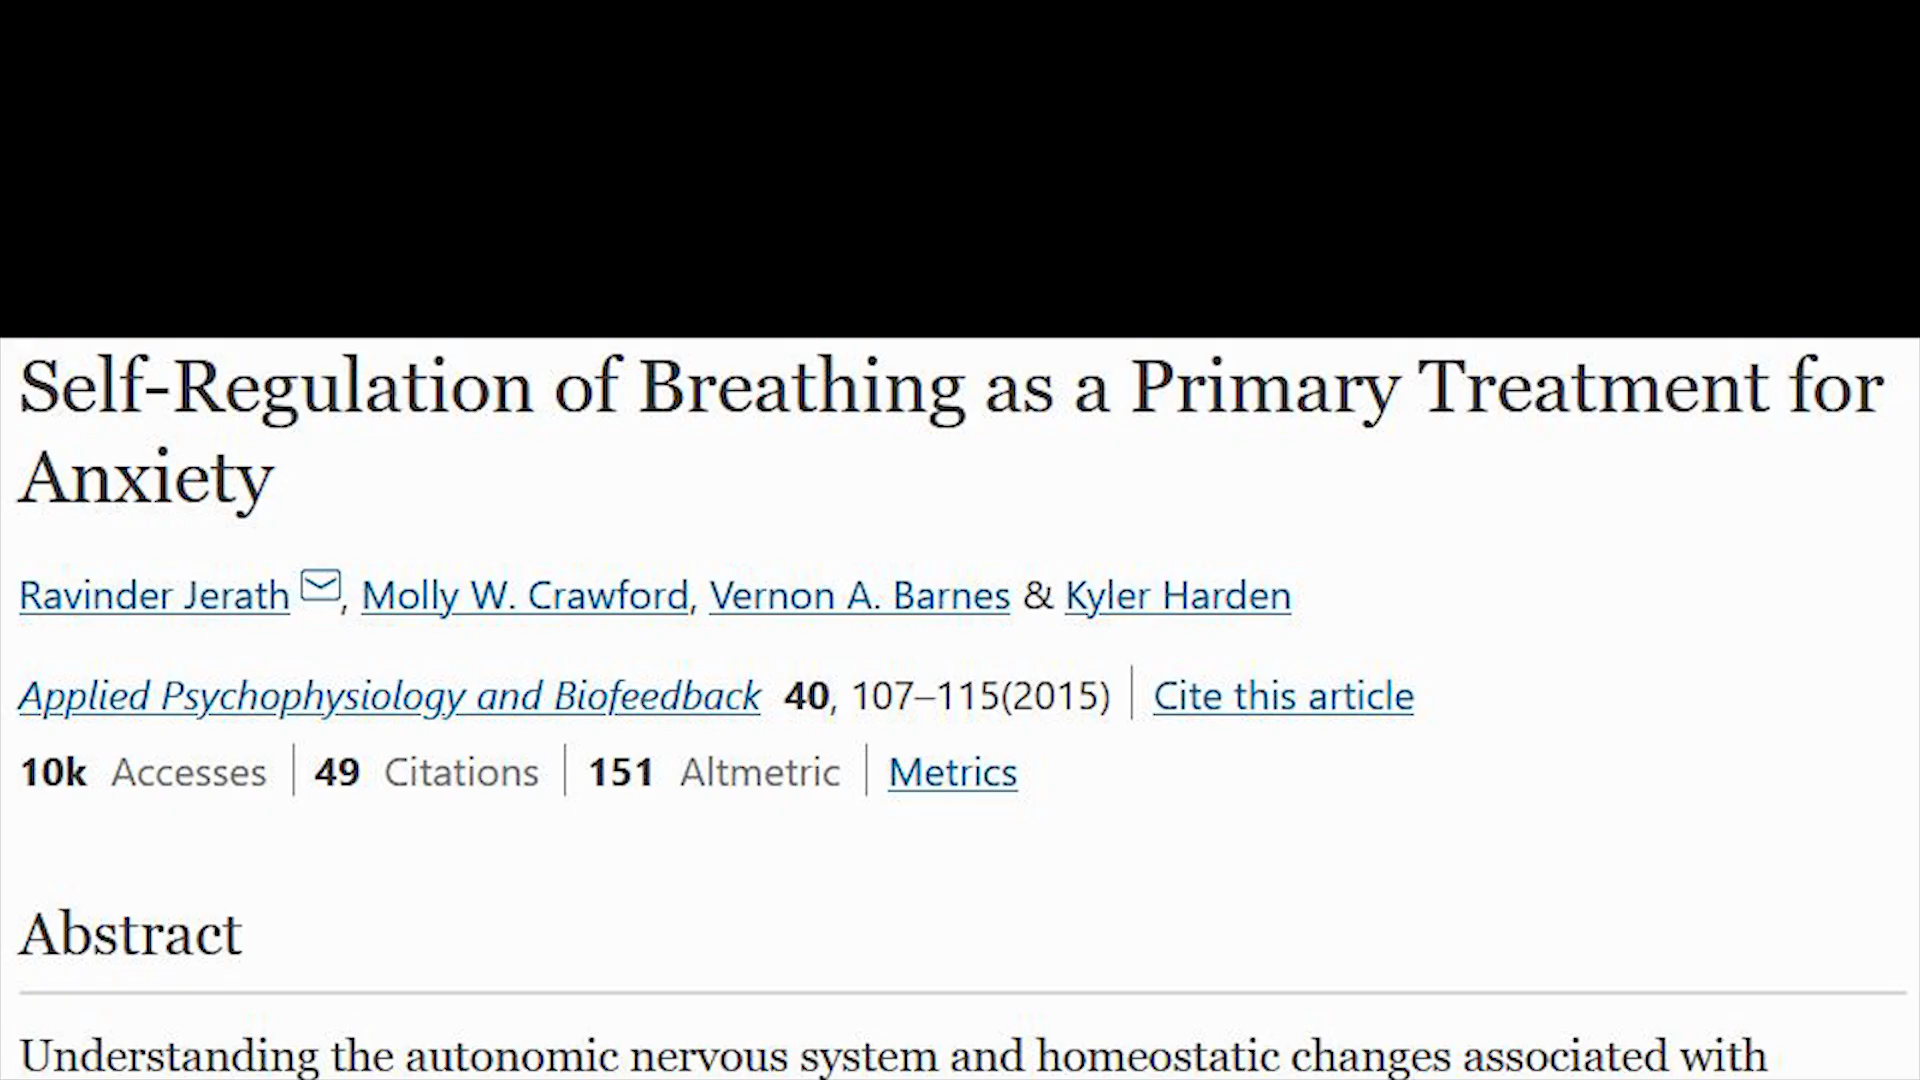 Self-Regulation of Breathing as a Primary Treatment for
Anxiety
Ravinder Jerath, Molly W. Crawford, Vernon A. Barnes & Kyler Harden
Applied Psychophysiology and Biofeedback 40, 107–115(2015) | Cite this article
10k Accesses | 49 Citations | 151 Altmetric | Metrics
Abstract
Understanding the autonomic nervous system and homeostatic changes associated with